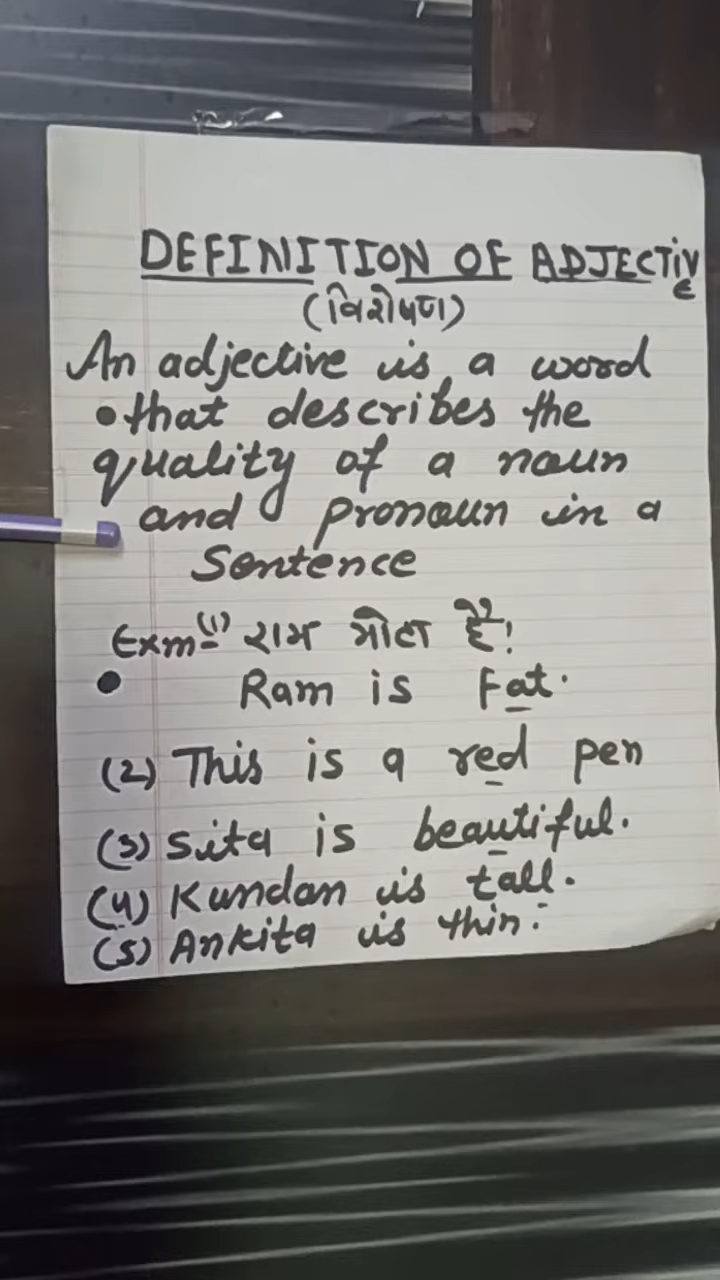 DEFINITION OF ADJECTIVE
(विशेषण)
An adjective is a word
•that describes the
quality of a noun
and pronoun in a
Sentence
Exm (1) राम मोटा है!
• Ram is Fat.
(2) This is a red pen
(3) Sita is beautiful.
(4) Kundan is tall.
(5) Ankita is thin.